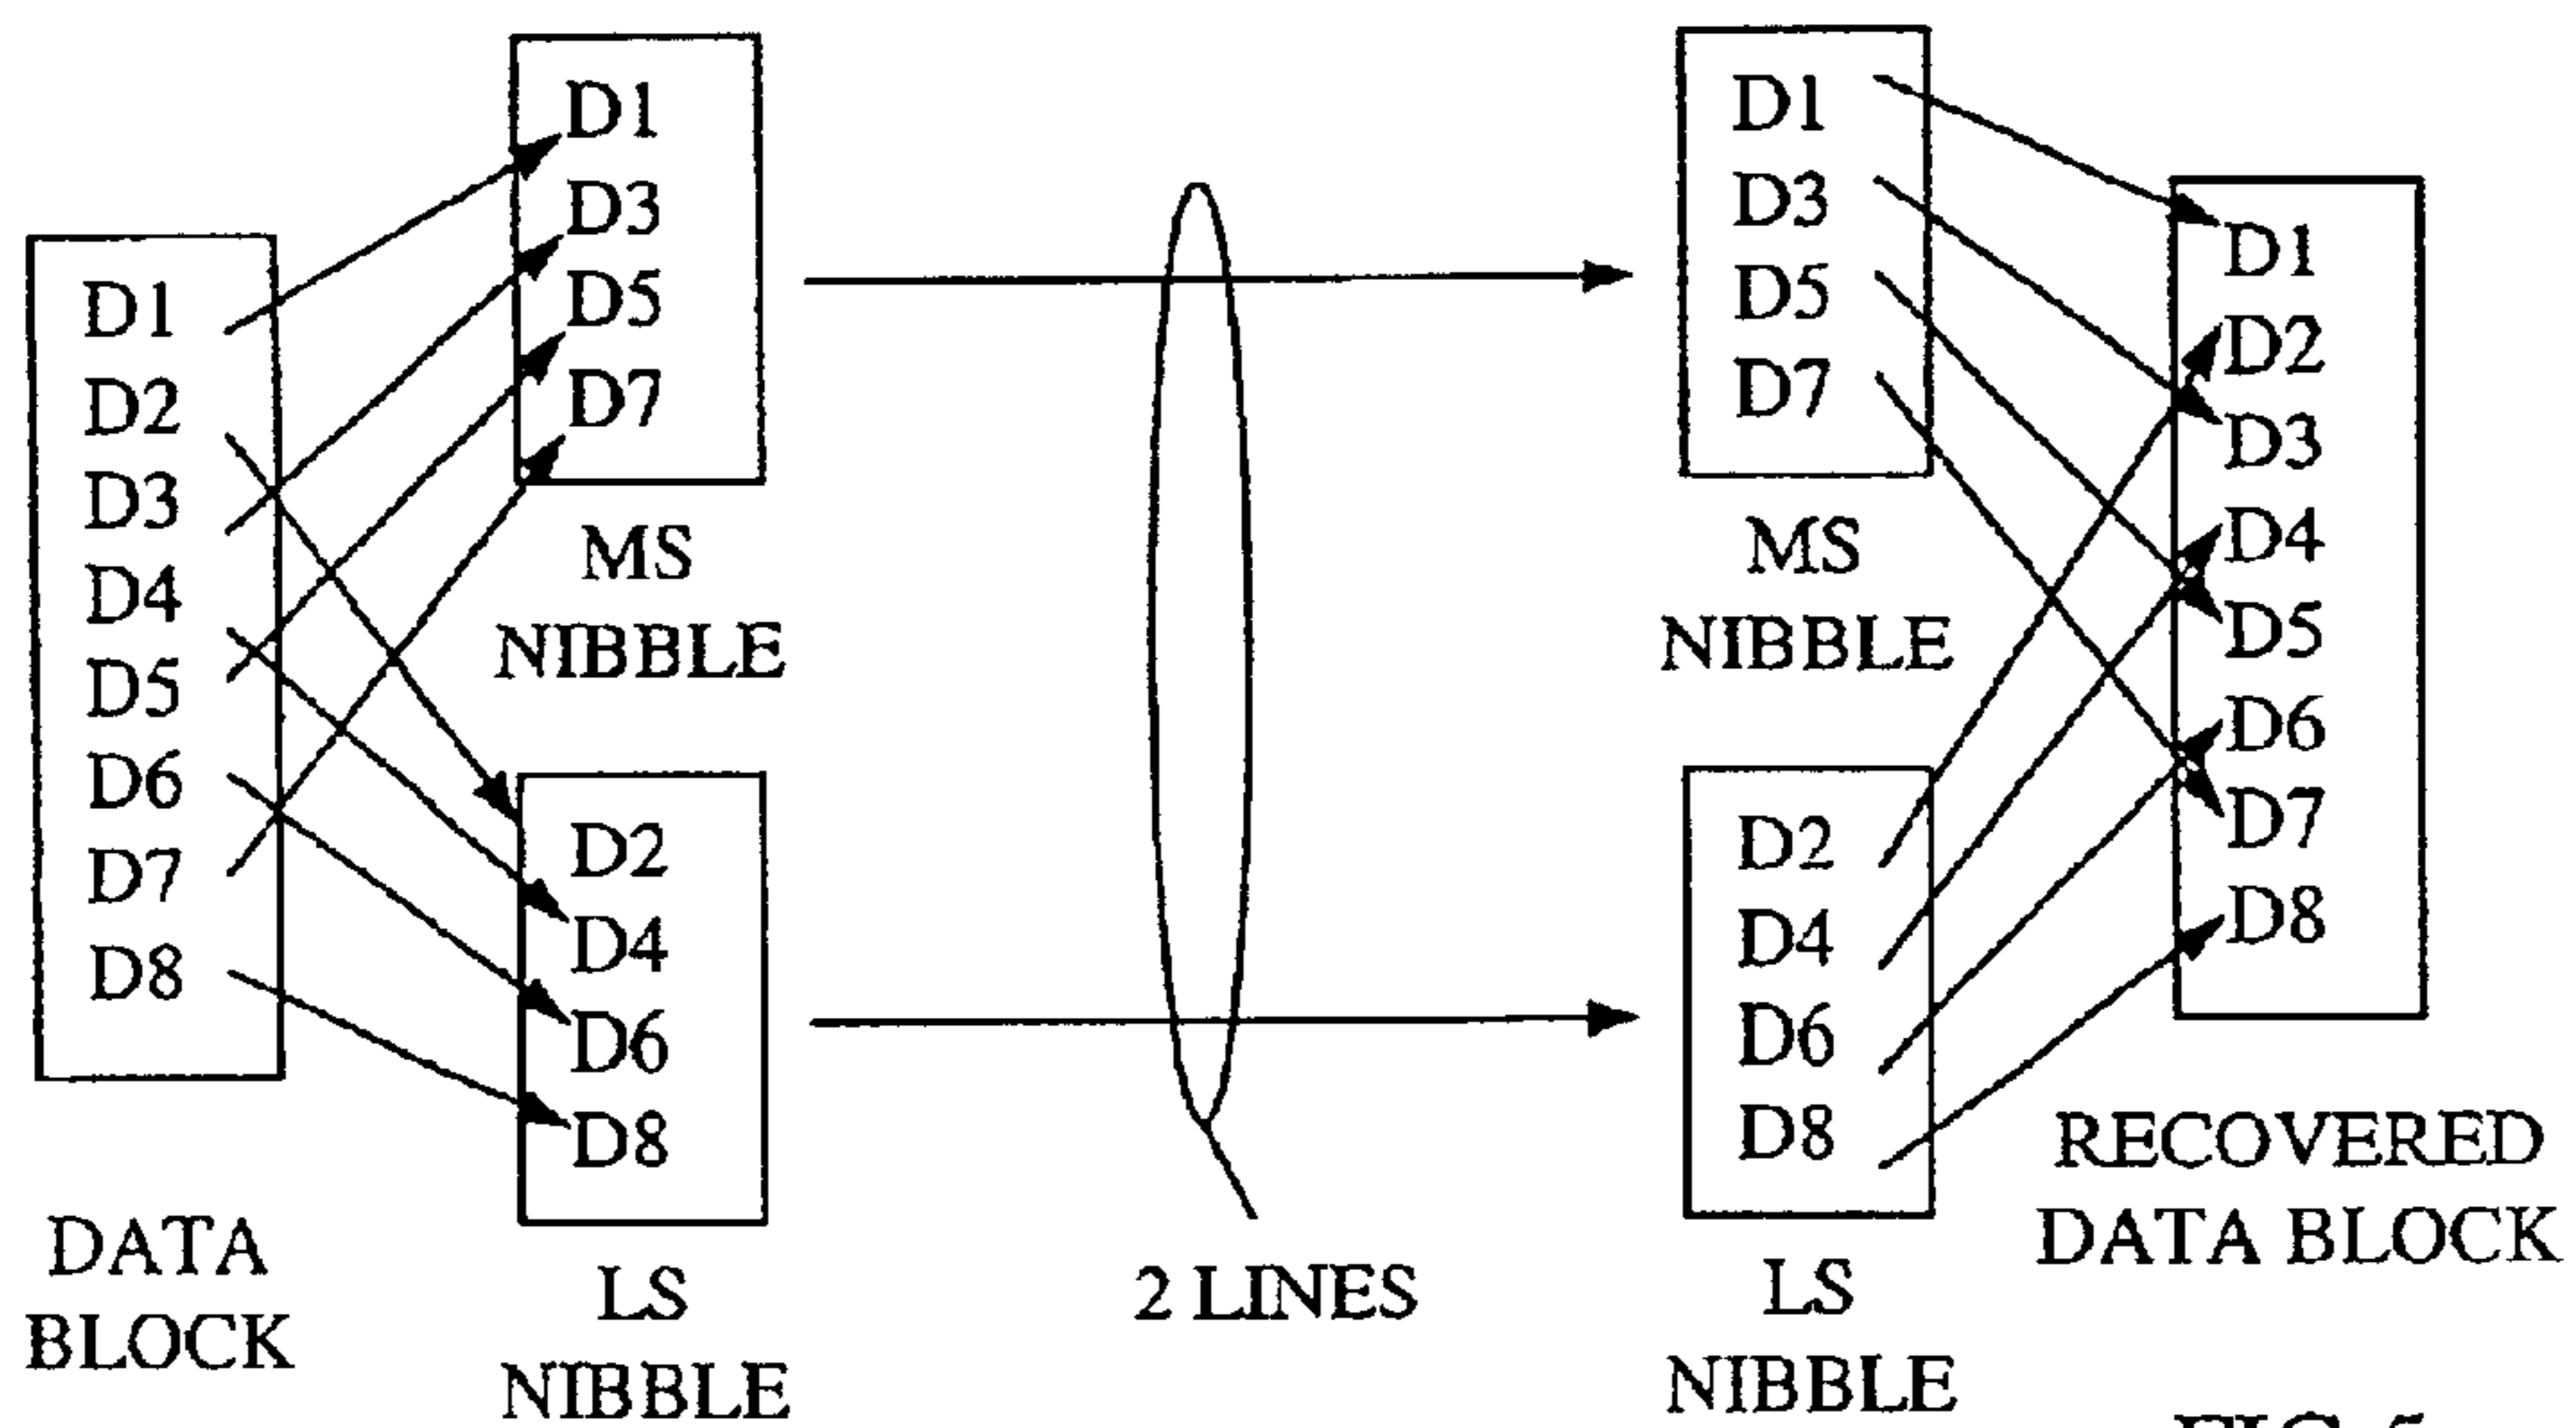 D1
D2
D3
D4
D5
D6
D7
D8
DATA
BLOCK
D1
D3
D5
D7
MS
NIBBLE
D2
D4
D6
D8
LS
NIBBLE
2 LINES
D1
D3
D5
D7
MS
NIBBLE
D2
D4
D6
D8
LS
NIBBLE
D1
D2
D3
D4
D5
D6
D7
D8
RECOVERED
DATA BLOCK